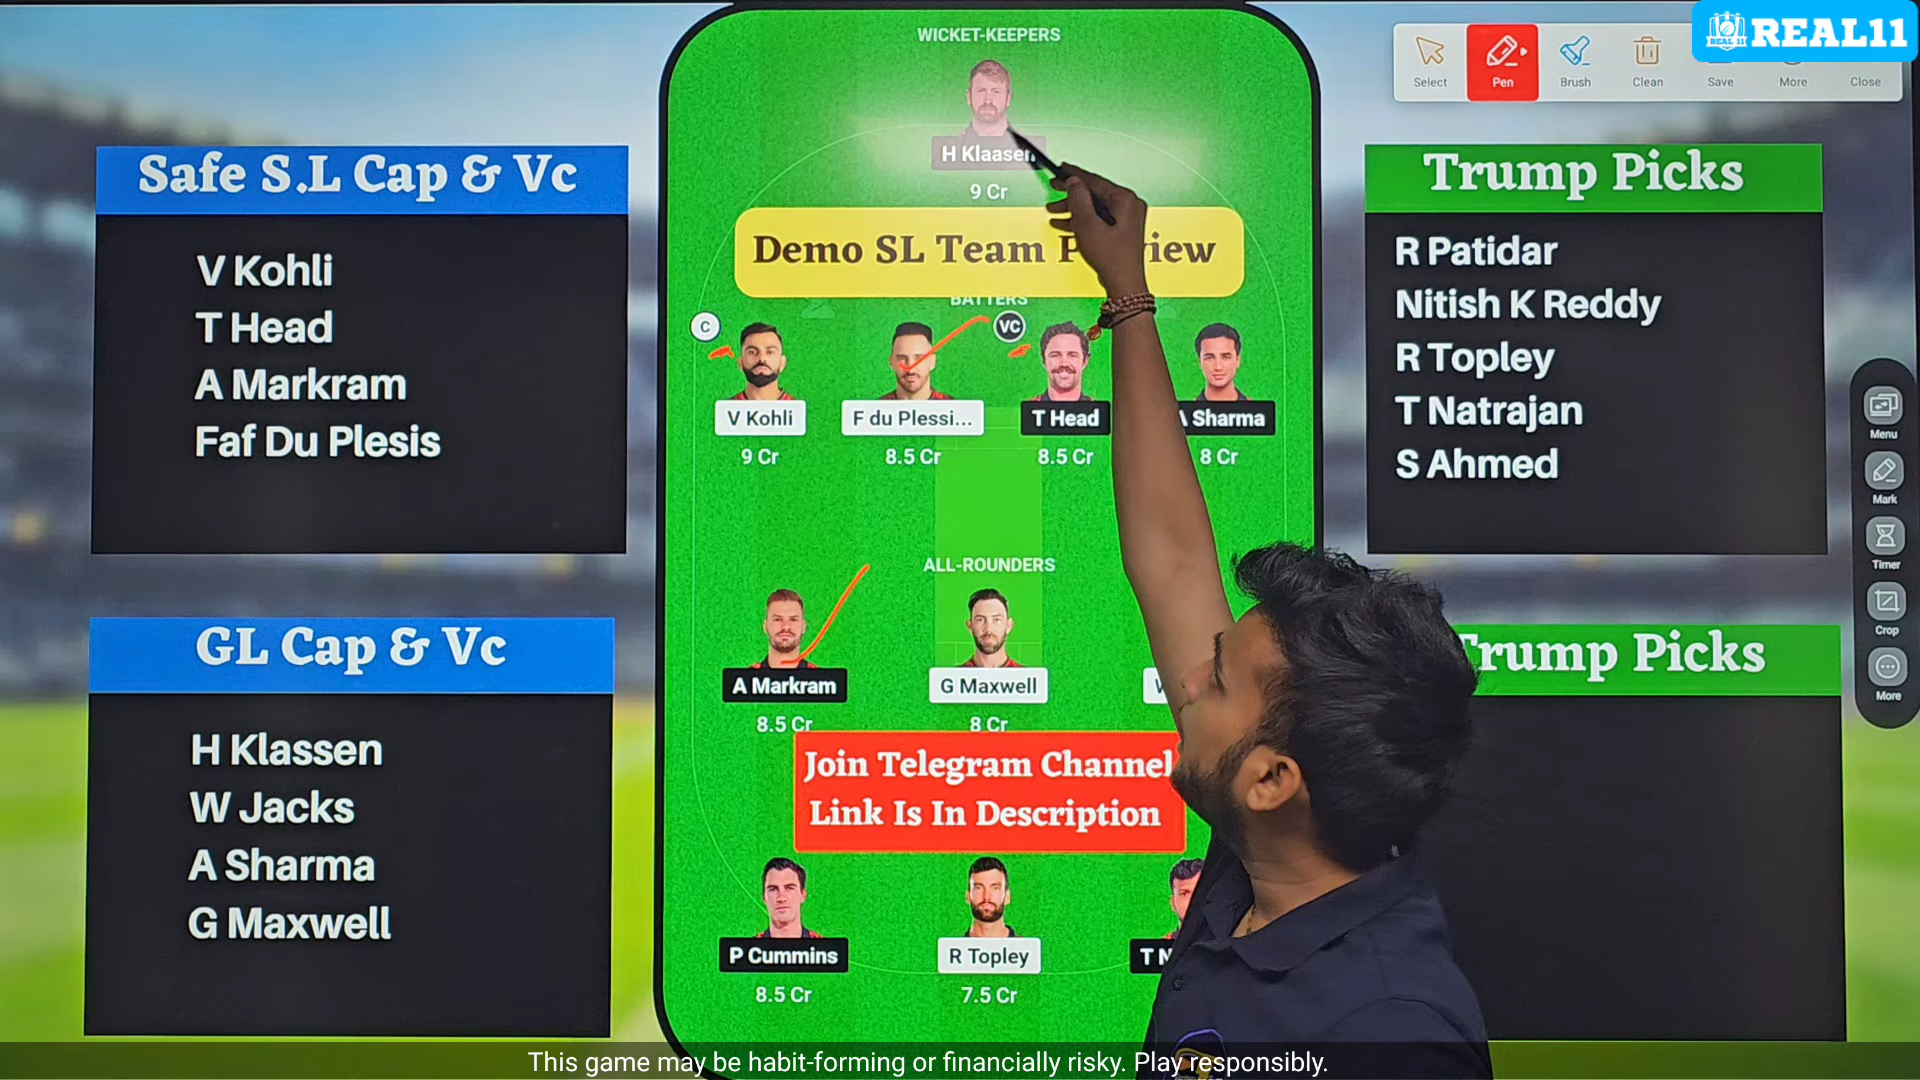 REAL11
REAL 11
Select
Pen
Brush
Clean
Save
More
Close
WICKET-KEEPERS
H Klaasen
9 Cr
Demo SL Team
BATTERS
C
VC
V Kohli
F du Plessi...
T Head
A Sharma
9 Cr
8.5 Cr
8.5 Cr
8 Cr
ALL-ROUNDERS
A Markram
G Maxwell
8.5 Cr
8 Cr
Join Telegram Channel
Link Is In Description
P Cummins
R Topley
T N
8.5 Cr
7.5 Cr
Safe S.L Cap & Vc
V Kohli
T Head
A Markram
Faf Du Plesis
GL Cap & Vc
H Klassen
W Jacks
A Sharma
G Maxwell
Trump Picks
R Patidar
Nitish K Reddy
R Topley
T Natrajan
S Ahmed
Trump Picks
Menu
Mark
Timer
Crop
More
This game may be habit-forming or financially risky. Play responsibly.